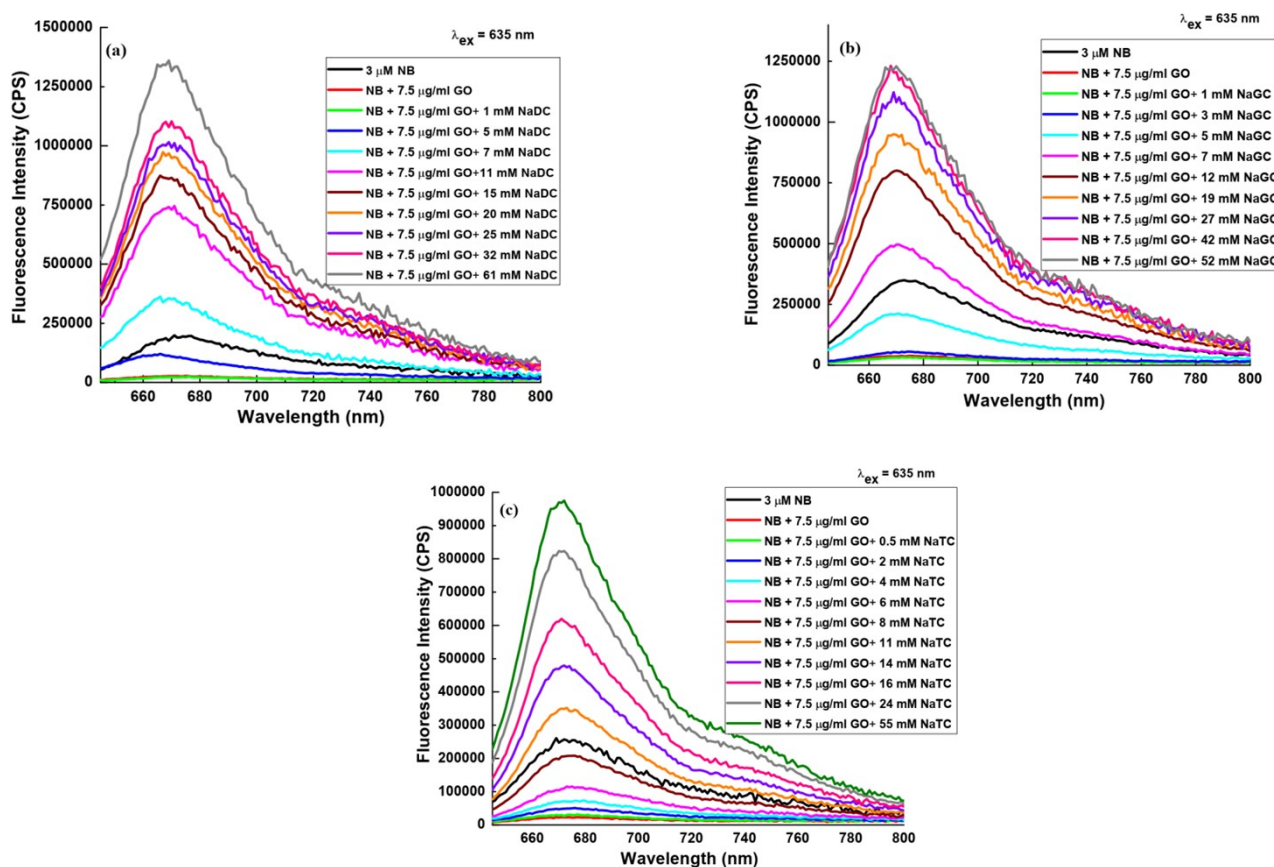 λex = 635 nm
(a)
Fluorescence Intensity (CPS)
1500000
1250000
1000000
750000
500000
250000
0
3 μM NB
NB + 7.5 μg/ml GO
NB + 7.5 μg/ml GO+ 1 mM NaDC
NB + 7.5 μg/ml GO+ 5 mM NaDC
NB + 7.5 μg/ml GO+ 7 mM NaDC
NB + 7.5 μg/ml GO+11 mM NaDC
NB + 7.5 μg/ml GO+ 15 mM NaDC
NB + 7.5 μg/ml GO+ 20 mM NaDC
NB + 7.5 μg/ml GO+ 25 mM NaDC
NB + 7.5 μg/ml GO+ 32 mM NaDC
NB + 7.5 μg/ml GO+ 61 mM NaDC
660 680 700 720 740 760 780 800
Wavelength (nm)
λex = 635 nm
(b)
Fluorescence Intensity (CPS)
1250000
1000000
750000
500000
250000
0
3 μM NB
NB + 7.5 μg/ml GO
NB + 7.5 μg/ml GO+ 1 mM NaGC
NB + 7.5 μg/ml GO+ 3 mM NaGC
NB + 7.5 μg/ml GO+ 5 mM NaGC
NB + 7.5 μg/ml GO+ 7 mM NaGC
NB + 7.5 μg/ml GO+ 12 mM NaGC
NB + 7.5 μg/ml GO+ 19 mM NaGC
NB + 7.5 μg/ml GO+ 27 mM NaGC
NB + 7.5 μg/ml GO+ 42 mM NaGC
NB + 7.5 μg/ml GO+ 52 mM NaGC
660 680 700 720 740 760 780 800
Wavelength (nm)
λex = 635 nm
(c)
Fluorescence Intensity (CPS)
1000000
900000
800000
700000
600000
500000
400000
300000
200000
100000
0
3 μM NB
NB + 7.5 μg/ml GO
NB + 7.5 μg/ml GO+ 0.5 mM NaTC
NB + 7.5 μg/ml GO+ 2 mM NaTC
NB + 7.5 μg/ml GO+ 4 mM NaTC
NB + 7.5 μg/ml GO+ 6 mM NaTC
NB + 7.5 μg/ml GO+ 8 mM NaTC
NB + 7.5 μg/ml GO+ 11 mM NaTC
NB + 7.5 μg/ml GO+ 14 mM NaTC
NB + 7.5 μg/ml GO+ 16 mM NaTC
NB + 7.5 μg/ml GO+ 24 mM NaTC
NB + 7.5 μg/ml GO+ 55 mM NaTC
660 680 700 720 740 760 780 800
Wavelength (nm)